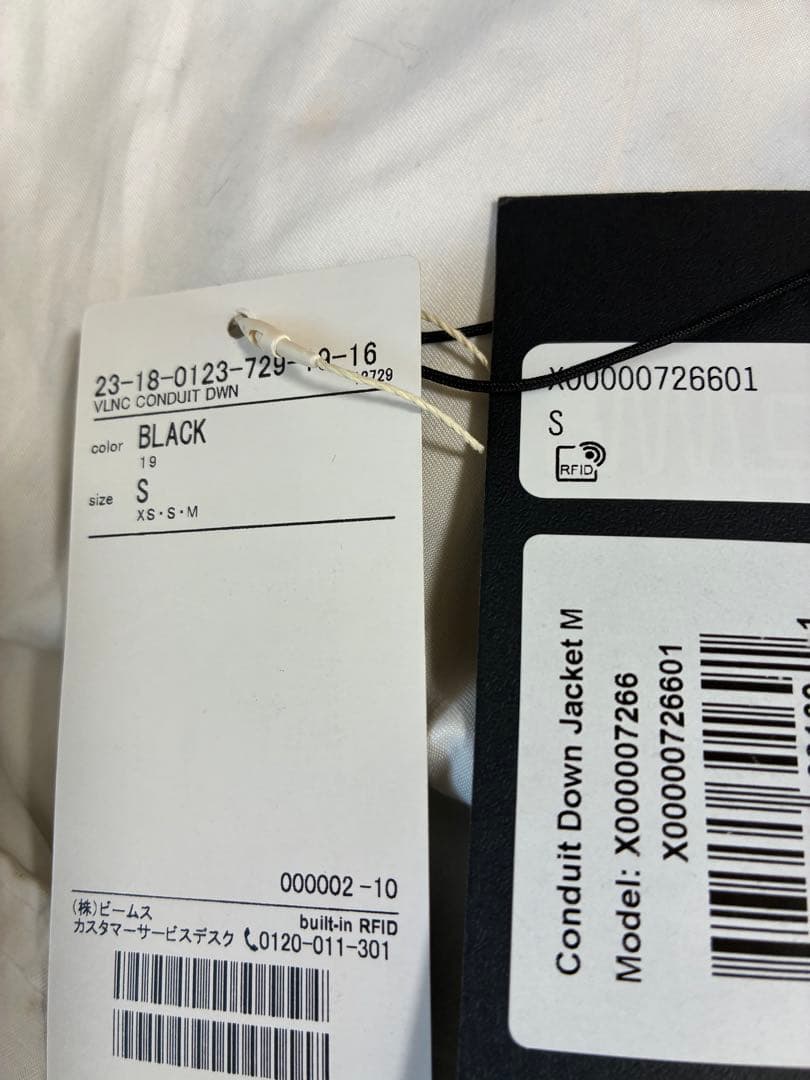 23-18-0123-729-19-16
VLNC CONDUIT DWN
color BLACK
19
size S
XS・S・M
000002-10
(株)ビームス
built-in RFID
カスタマーサービスデスク 0120-011-301
X00000726601
S
RFID
Conduit Down Jacket M
Model: X000007266
X00000726601